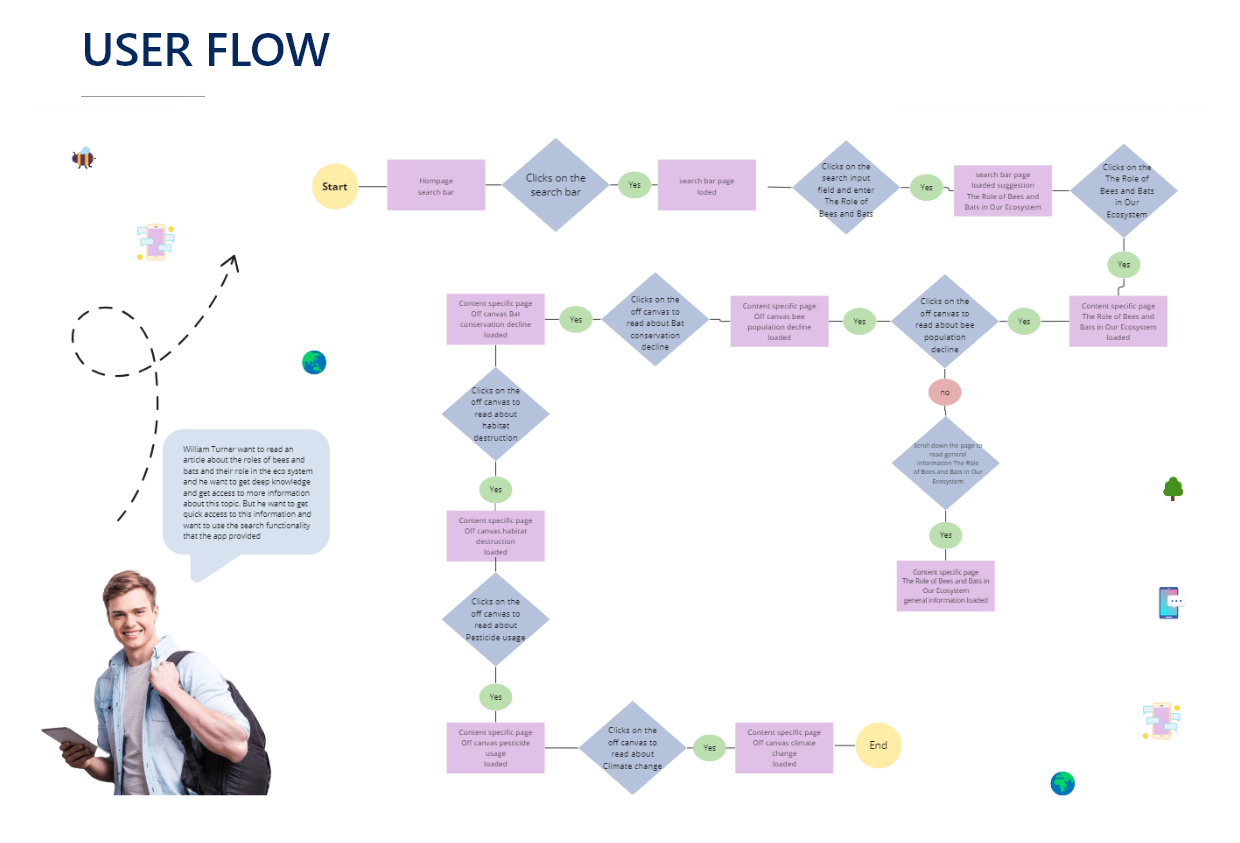 USER FLOW
Start
Hompage
search bar
Clicks on the
search bar
Yes
search bar page
loded
Clicks on the
search input
field and enter
The Role of
Bees and Bats
Yes
search bar page
loaded suggestion
The Role of Bees and
Bats in Our Ecosystem
Clicks on the
The Role of
Bees and Bats
in Our
Ecosystem
Yes
Content specific page
The Role of Bees and
Bats in Our Ecosystem
loaded
Yes
Clicks on the
off canvas to
read about bee
population
decline
Yes
Content specific page
Off canvas bee
population decline
loaded
Clicks on the
off canvas to
read about Bat
conservation
decline
Yes
Content specific page
Off canvas Bat
conservation decline
loaded
no
Scroll down the page to
read general
information The Role
of Bees and Bats in Our
Ecosystem
Yes
Content specific page
The Role of Bees and Bats in
Our Ecosystem
general information loaded
Clicks on the
off canvas to
read about
habitat
destruction
Yes
Content specific page
Off canvas habitat
destruction
loaded
Clicks on the
off canvas to
read about
Pesticide usage
Yes
Content specific page
Off canvas pesticide
usage
loaded
Clicks on the
off canvas to
read about
Climate change
Yes
Content specific page
Off canvas climate
change
loaded
End
William Turner want to read an
article about the roles of bees and
bats and their role in the eco system
and he want to get deep knowledge
and get access to more information
about this topic. But he want to get
quick access to this information and
want to use the search functionality
that the app provided